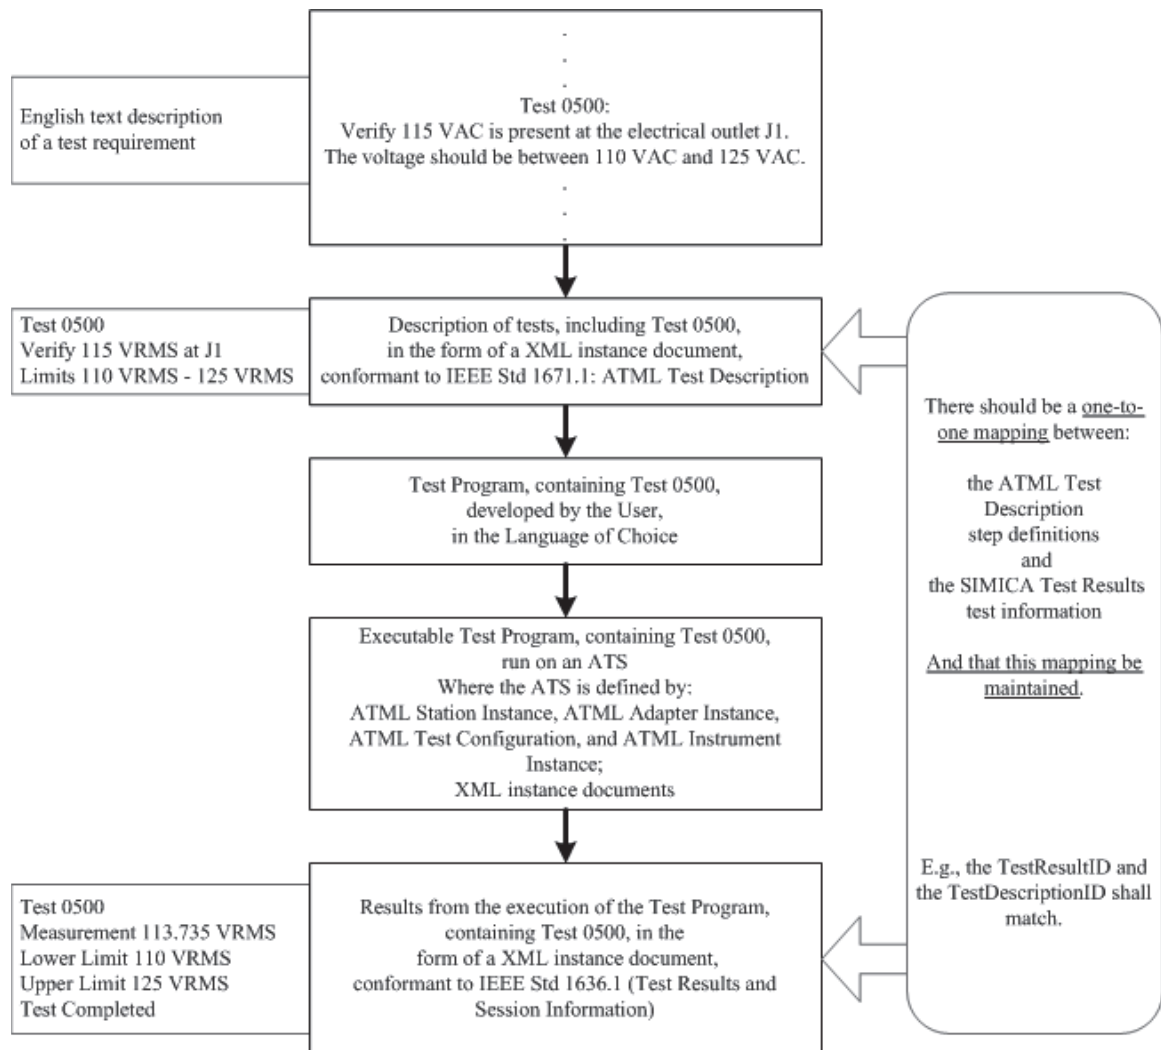 .
.
.
Test 0500:
Verify 115 VAC is present at the electrical outlet J1.
The voltage should be between 110 VAC and 125 VAC.
.
.
.
English text description
of a test requirement
Test 0500
Verify 115 VRMS at J1
Limits 110 VRMS - 125 VRMS
Description of tests, including Test 0500,
in the form of a XML instance document,
conformant to IEEE Std 1671.1: ATML Test Description
Test Program, containing Test 0500,
developed by the User,
in the Language of Choice
Executable Test Program, containing Test 0500,
run on an ATS
Where the ATS is defined by:
ATML Station Instance, ATML Adapter Instance,
ATML Test Configuration, and ATML Instrument
Instance;
XML instance documents
Test 0500
Measurement 113.735 VRMS
Lower Limit 110 VRMS
Upper Limit 125 VRMS
Test Completed
Results from the execution of the Test Program,
containing Test 0500, in the
form of a XML instance document,
conformant to IEEE Std 1636.1 (Test Results and
Session Information)
There should be a one-to-
one mapping between:
the ATML Test
Description
step definitions
and
the SIMICA Test Results
test information
And that this mapping be
maintained.
E.g., the TestResultID and
the TestDescriptionID shall
match.